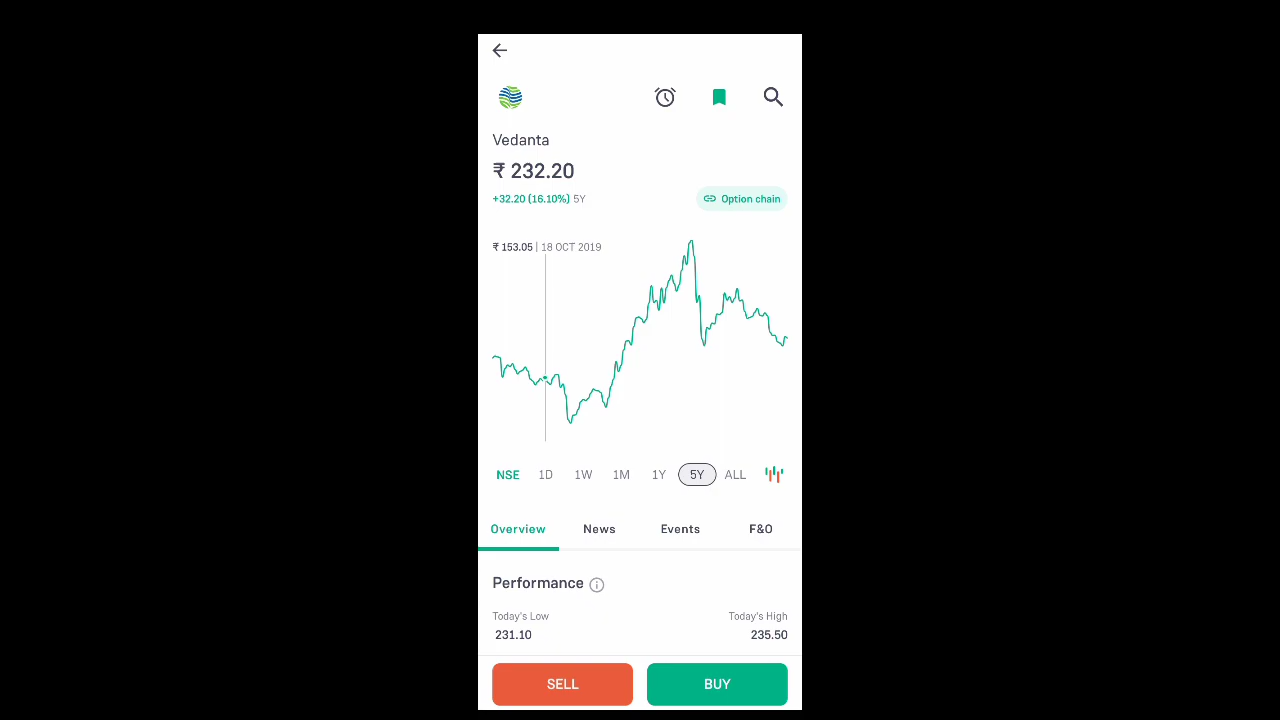 Vedanta
₹ 232.20
+32.20 (16.10%) 5Y
Option chain
₹ 153.05 | 18 OCT 2019
NSE 1D 1W 1M 1Y 5Y ALL
Overview News Events F&O
Performance
Today's Low Today's High
231.10 235.50
SELL BUY